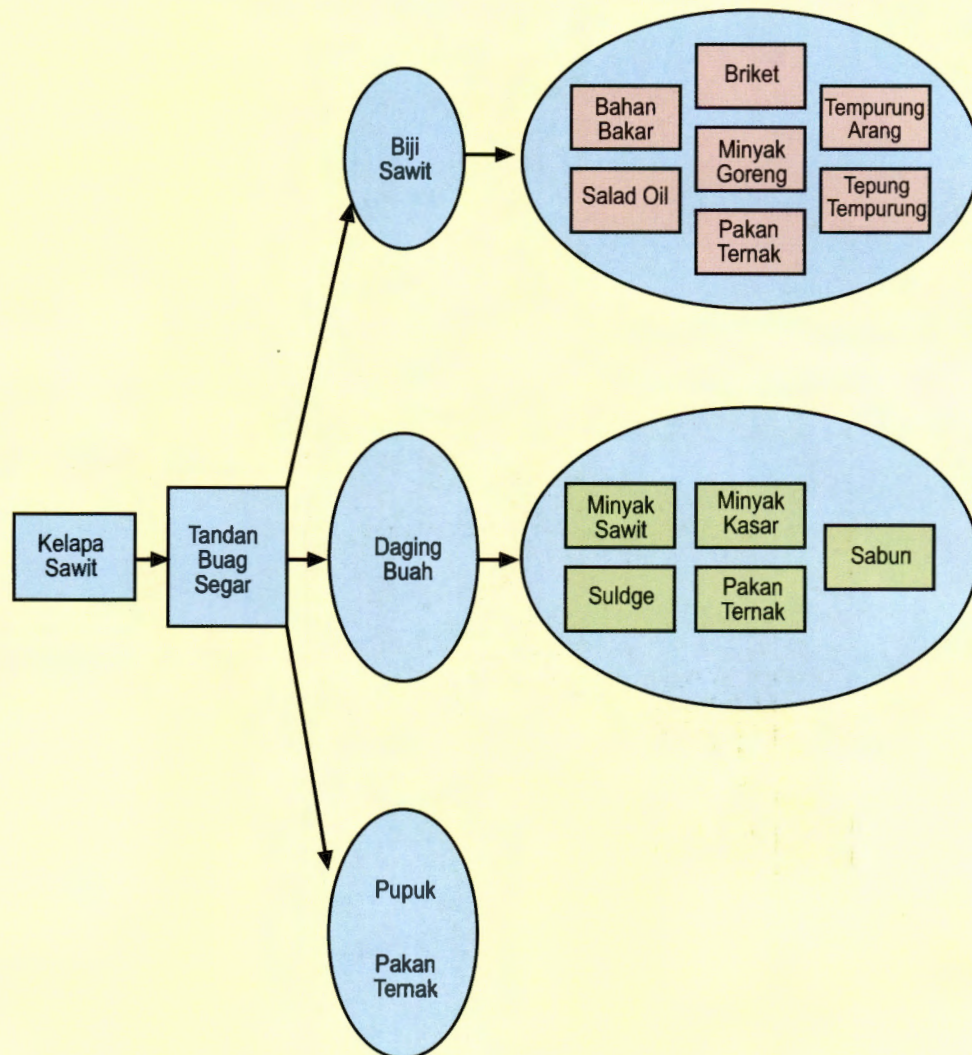 Kelapa
Sawit
Tandan
Buag
Segar
Biji
Sawit
Bahan
Bakar
Salad Oil
Briket
Minyak
Goreng
Pakan
Ternak
Tempurung
Arang
Tepung
Tempurung
Daging
Buah
Minyak
Sawit
Suldge
Minyak
Kasar
Pakan
Ternak
Sabun
Pupuk
Pakan
Ternak